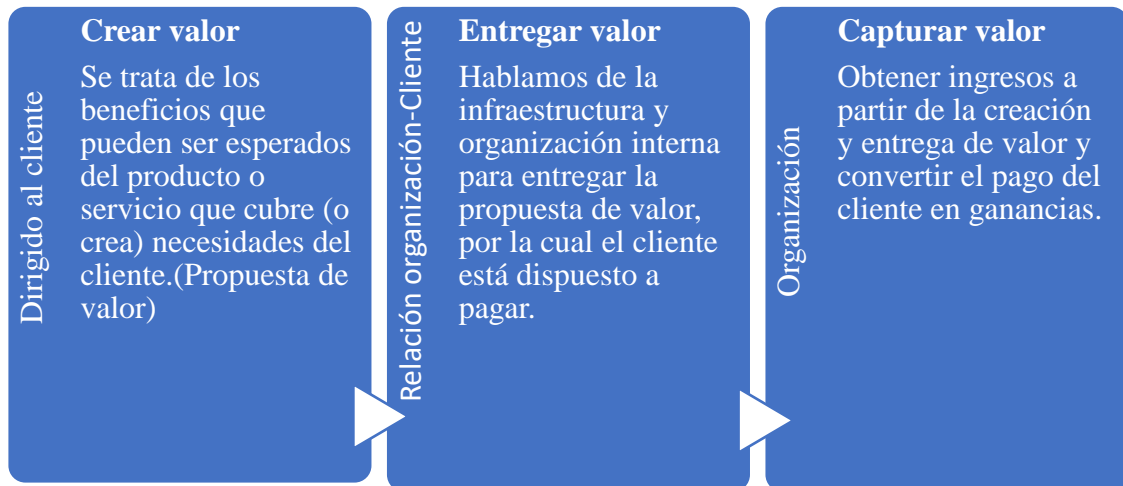 Dirigido al cliente
Crear valor
Se trata de los
beneficios que
pueden ser esperados
del producto o
servicio que cubre (o
crea) necesidades del
cliente.(Propuesta de
valor)
Relación organización-Cliente
Entregar valor
Hablamos de la
infraestructura y
organización interna
para entregar la
propuesta de valor,
por la cual el cliente
está dispuesto a
pagar.
Organización
Capturar valor
Obtener ingresos a
partir de la creación
y entrega de valor y
convertir el pago del
cliente en ganancias.